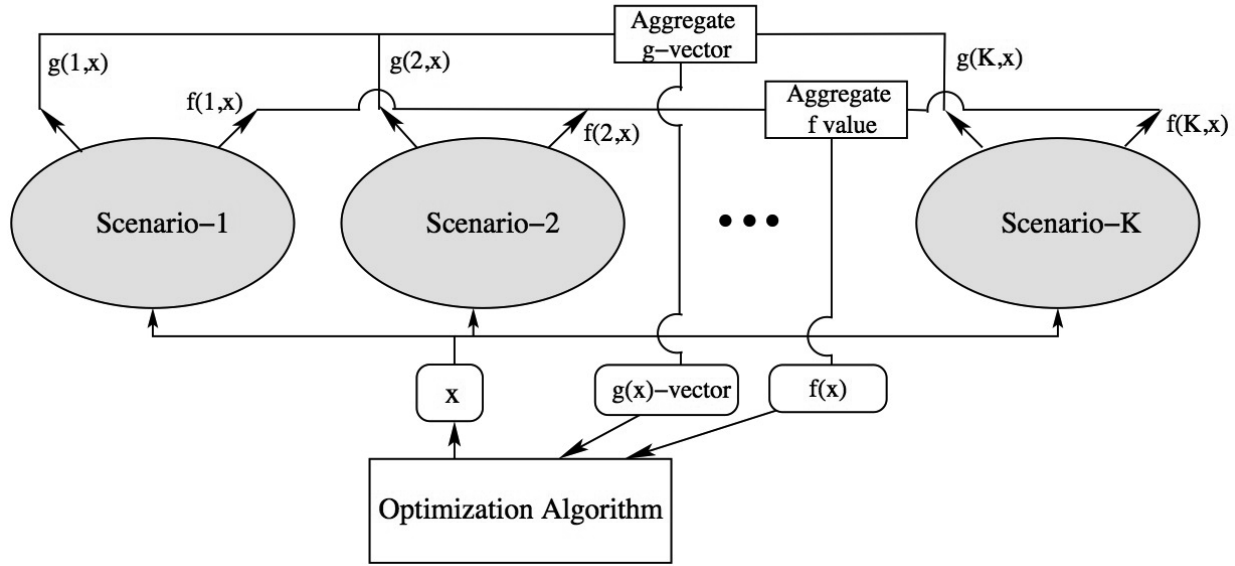 Aggregate
g−vector
g(1,x)
g(2,x)
g(K,x)
f(1,x)
Aggregate
f value
f(2,x)
f(K,x)
Scenario−1
Scenario−2
Scenario−K
x
g(x)−vector
f(x)
Optimization Algorithm